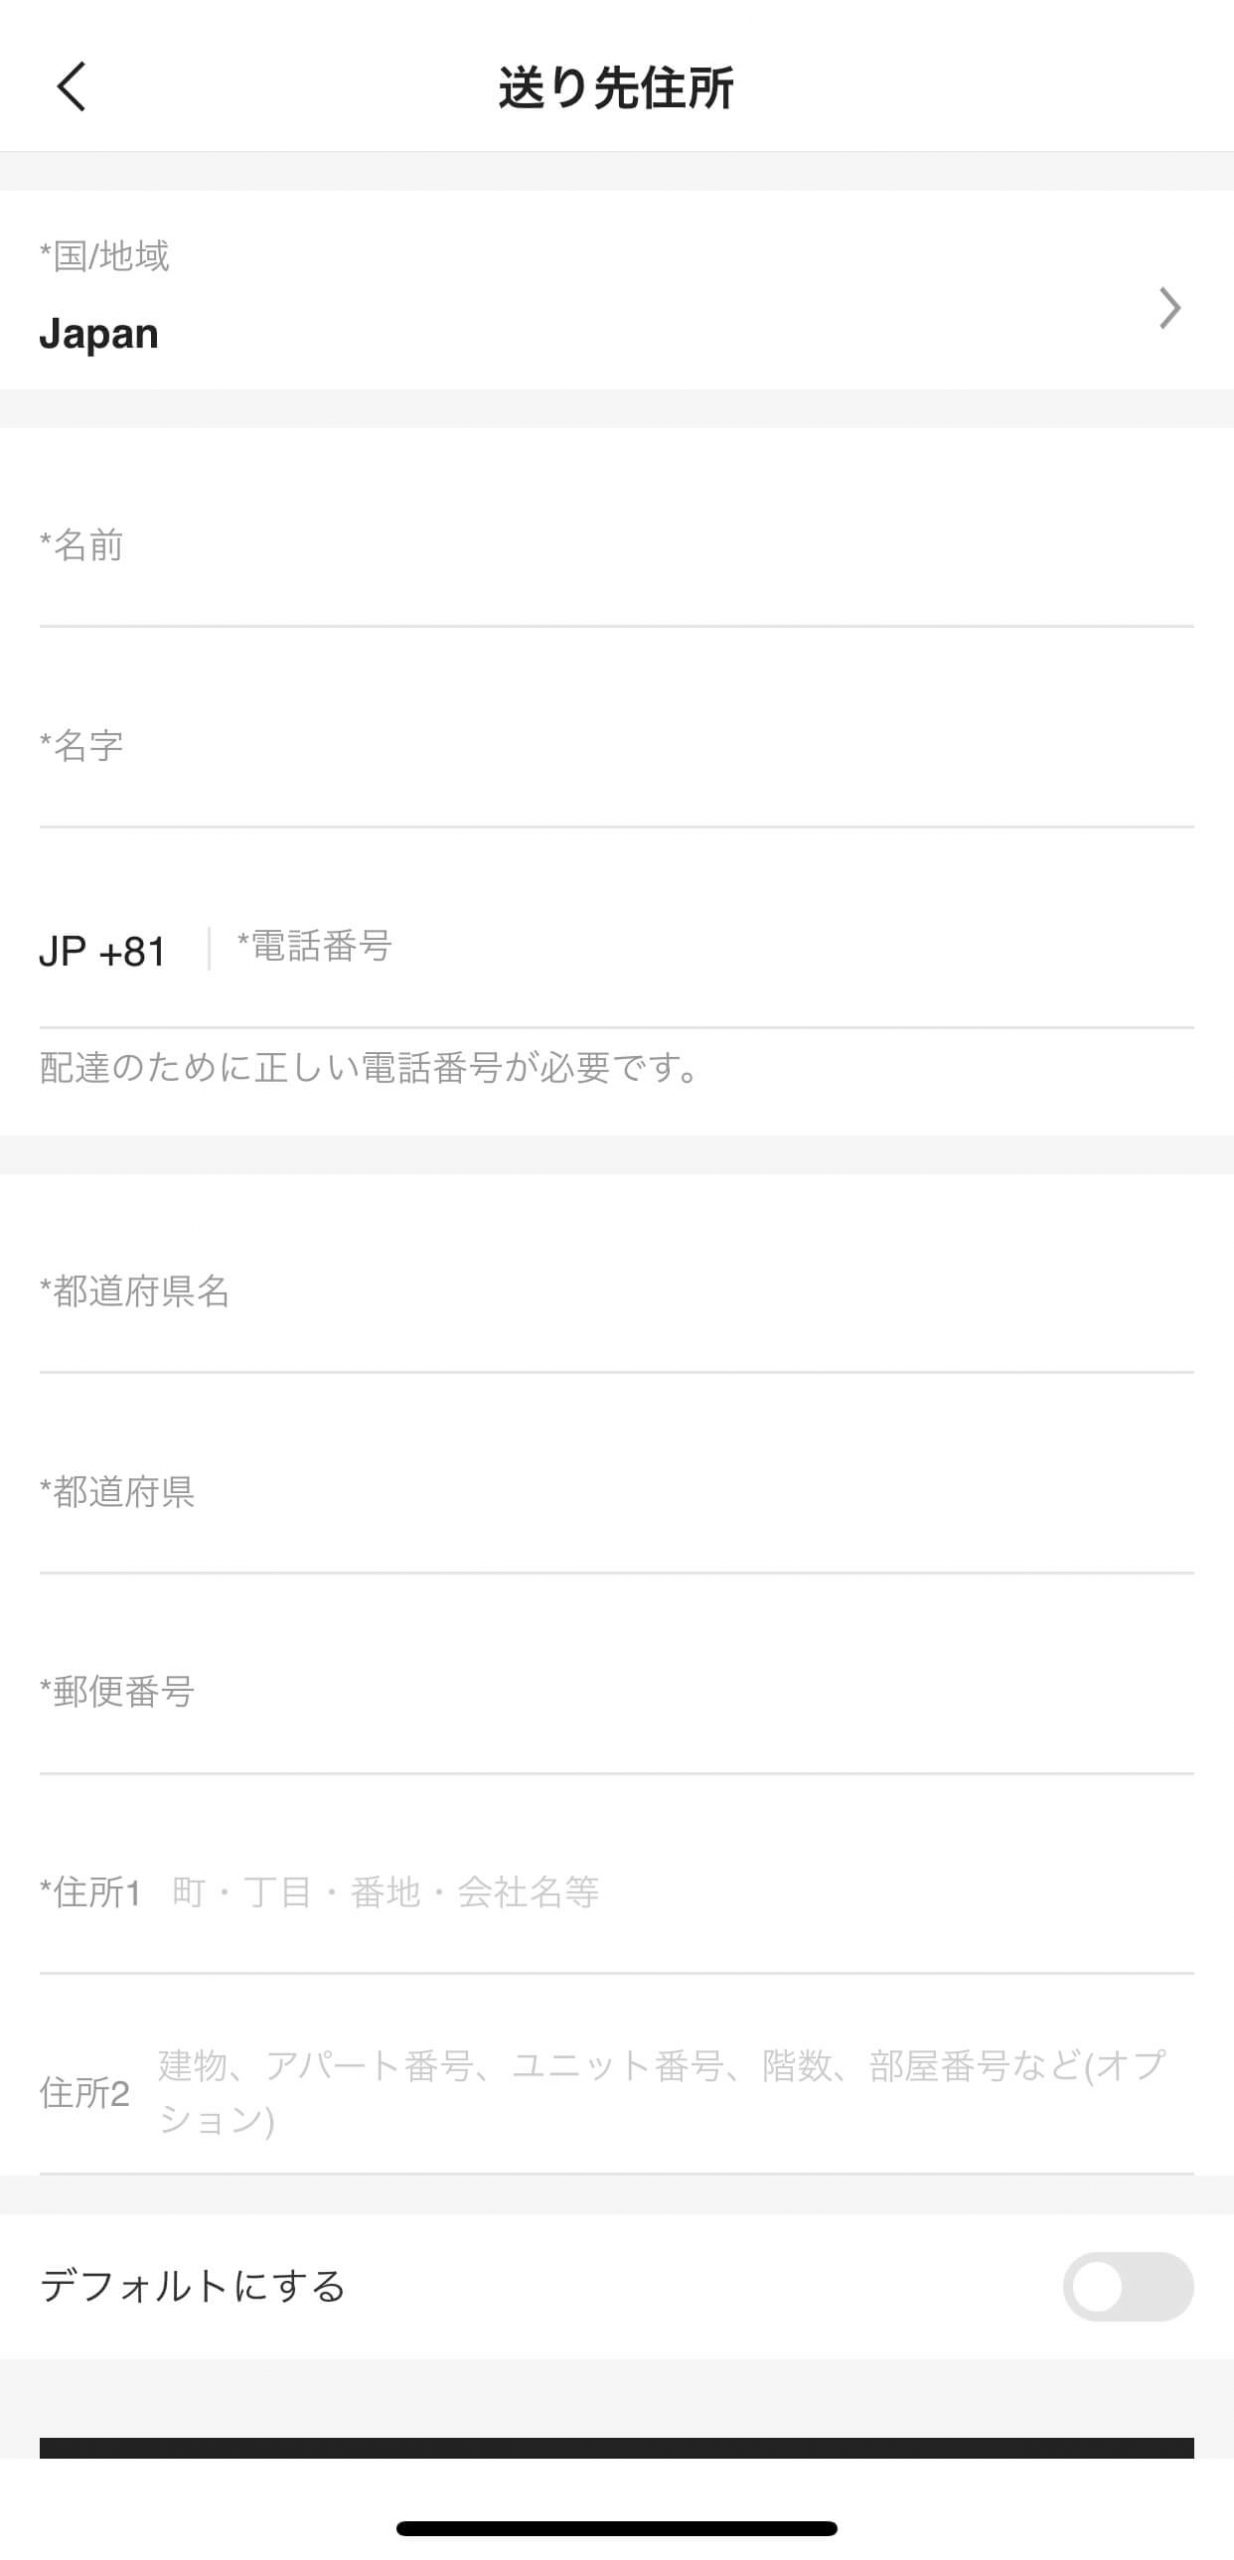 送り先住所
*国/地域
Japan
*名前
*名字
JP +81 *電話番号
配達のために正しい電話番号が必要です。
*都道府県名
*都道府県
*郵便番号
*住所1 町・丁目・番地・会社名等
住所2 建物、アパート番号、ユニット番号、階数、部屋番号など(オプ
ション)
デフォルトにする